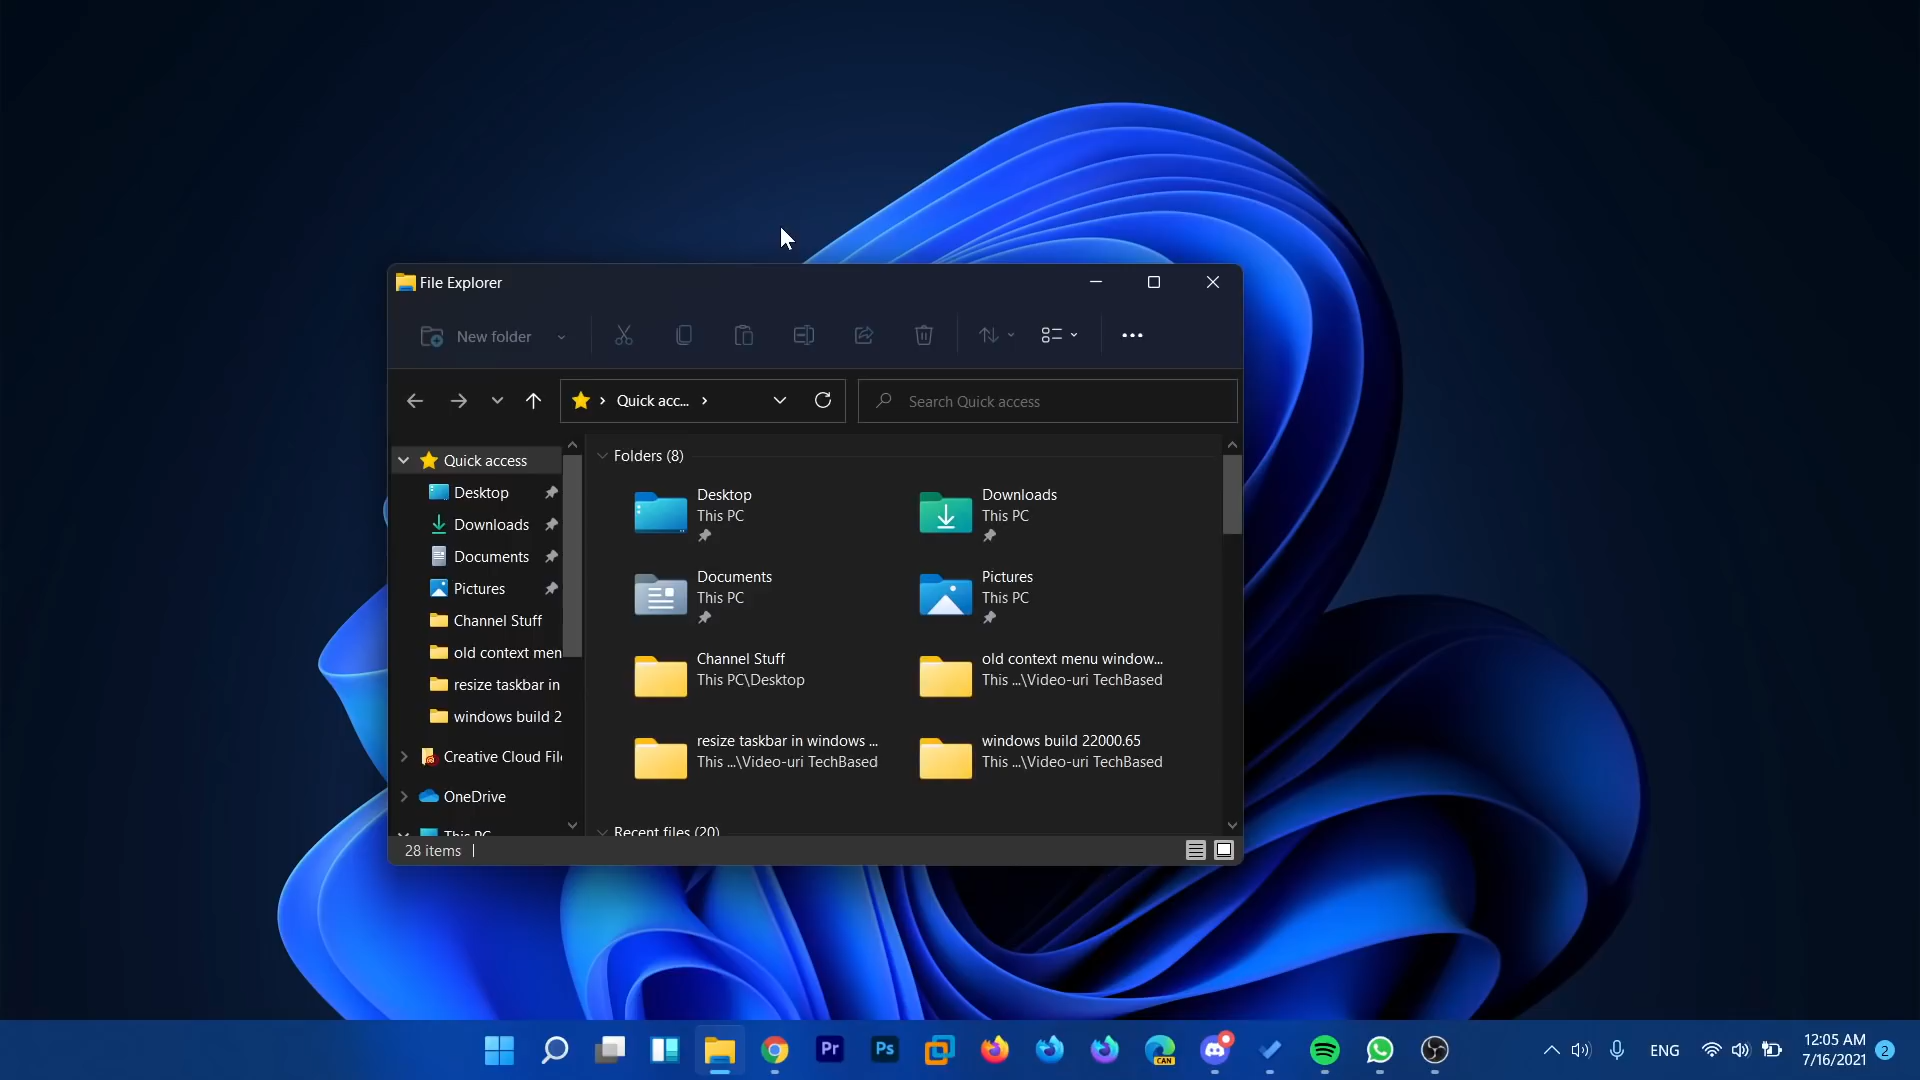 File Explorer
New folder
Quick acc...
Search Quick access
Quick access
Desktop
Downloads
Documents
Pictures
Channel Stuff
old context men
resize taskbar in
windows build 2
Creative Cloud Fil
OneDrive
This PC
Folders (8)
Desktop
This PC
Downloads
This PC
Documents
This PC
Pictures
This PC
Channel Stuff
This PC\Desktop
old context menu window...
This ...\Video-uri TechBased
resize taskbar in windows ...
This ...\Video-uri TechBased
windows build 22000.65
This ...\Video-uri TechBased
Recent files (20)
28 items
Pr
Ps
CAN
ENG
12:05 AM
7/16/2021
2